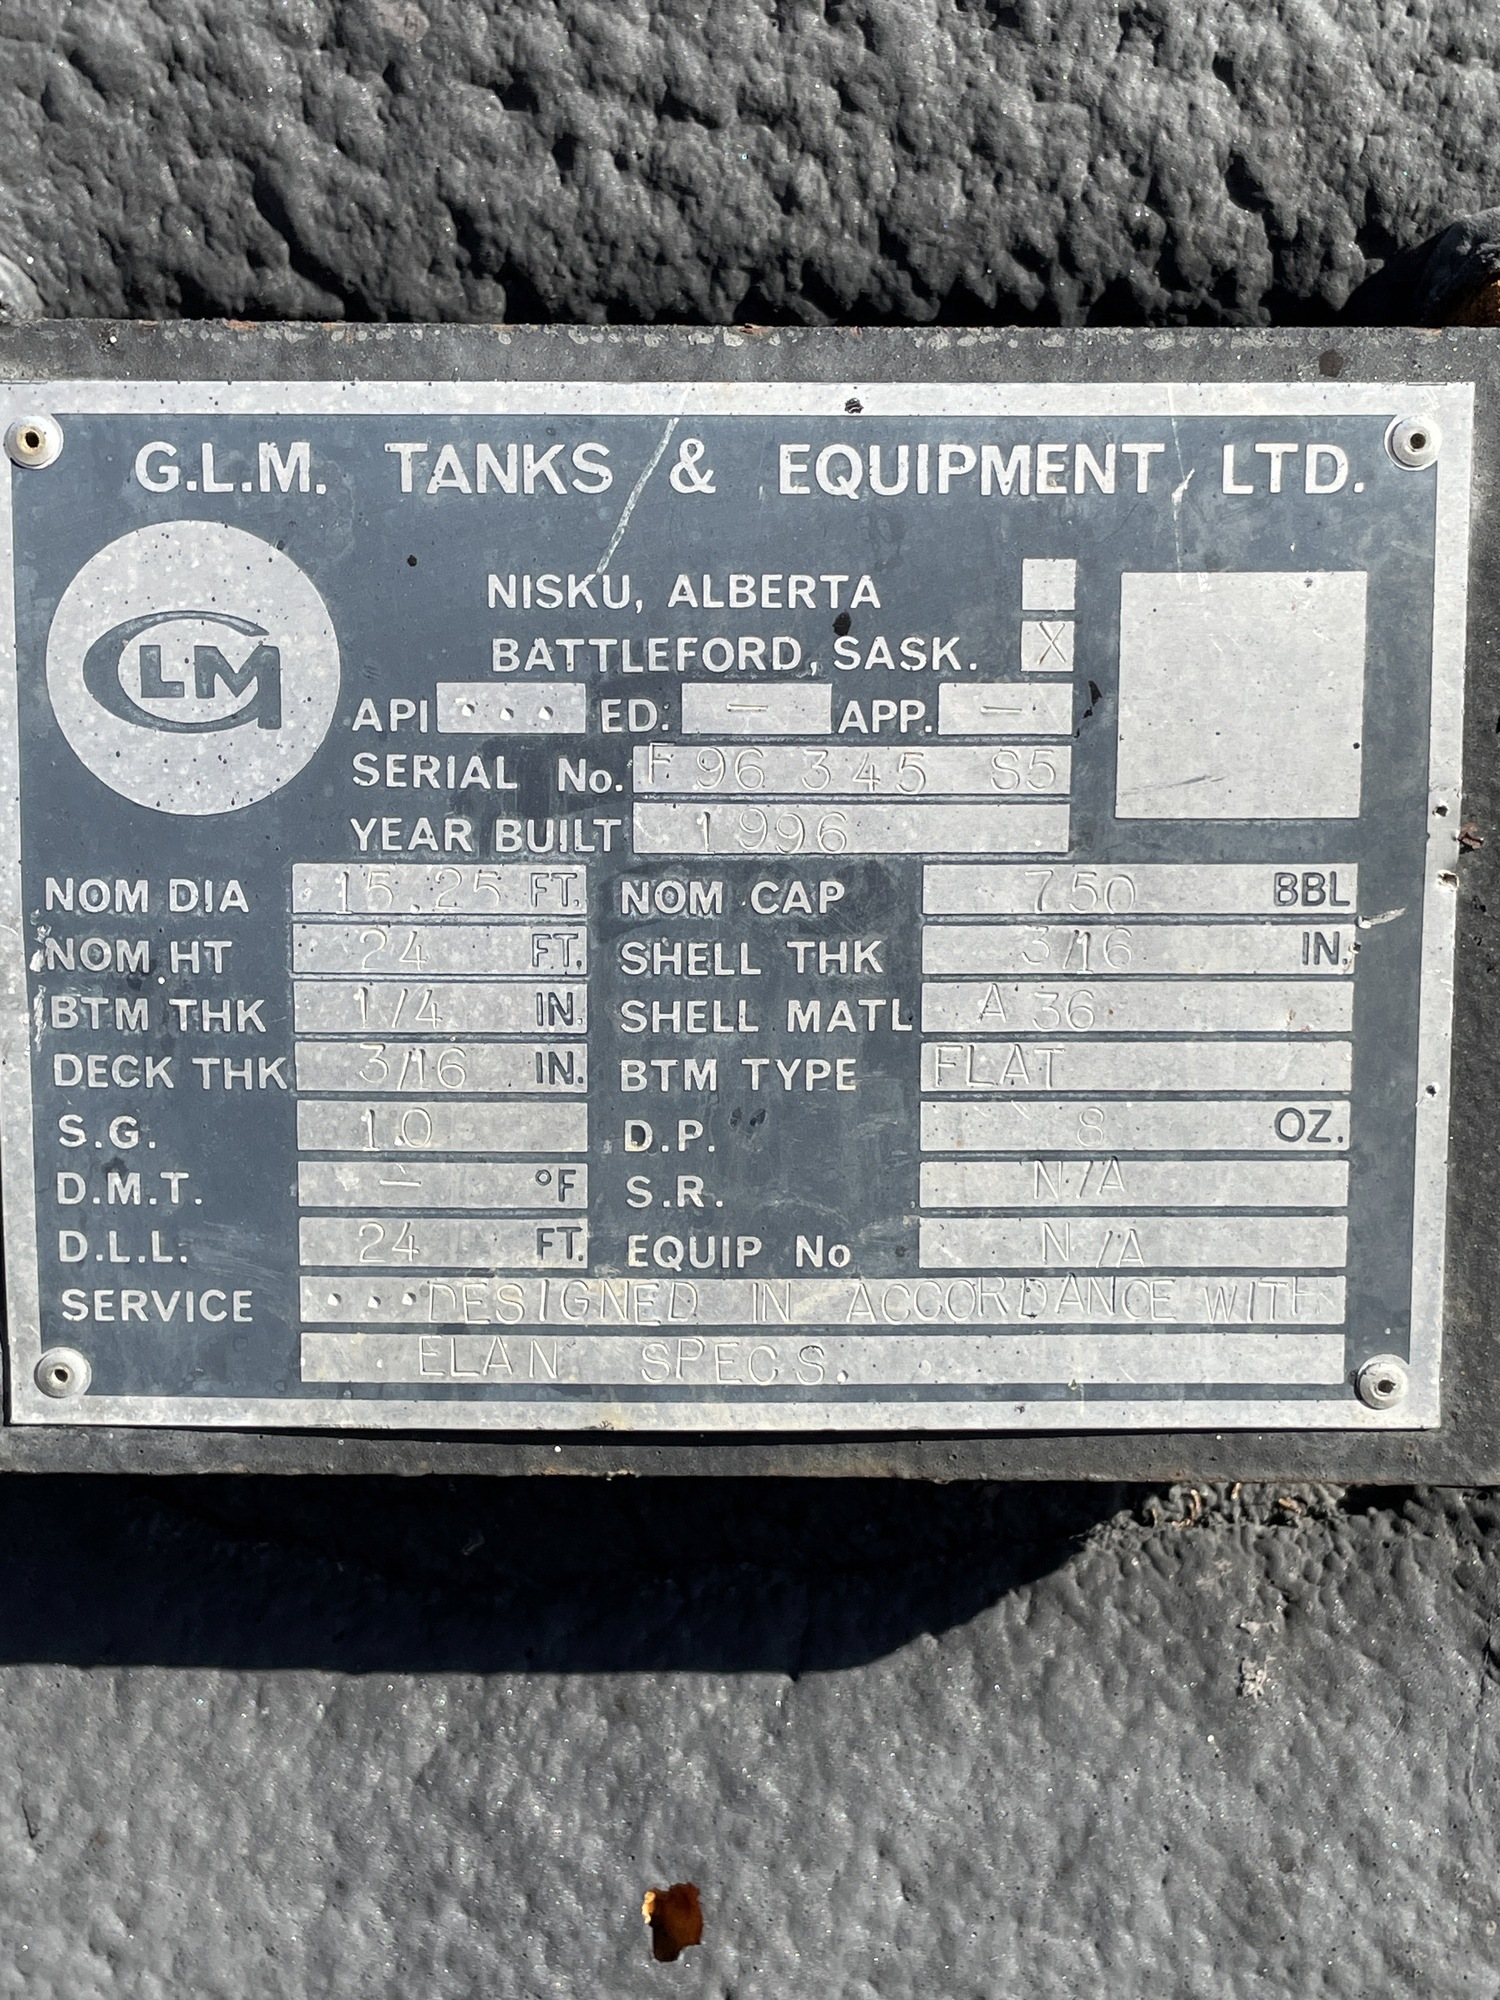 G.L.M. TANKS & EQUIPMENT LTD.
GLM
NISKU, ALBERTA
BATTLEFORD, SASK. X
API ... ED. — APP. —
SERIAL No. F 96 345 S5
YEAR BUILT 1996
NOM DIA 15.25 FT. NOM CAP 750 BBL
NOM HT 24 FT. SHELL THK 3/16 IN.
BTM THK 1/4 IN. SHELL MATL A 36
DECK THK 3/16 IN. BTM TYPE FLAT
S.G. 1.0 D.P. 8 OZ.
D.M.T. — °F S.R. N/A
D.L.L. 24 FT. EQUIP No N/A
SERVICE ...DESIGNED IN ACCORDANCE WITH
ELAN SPECS.